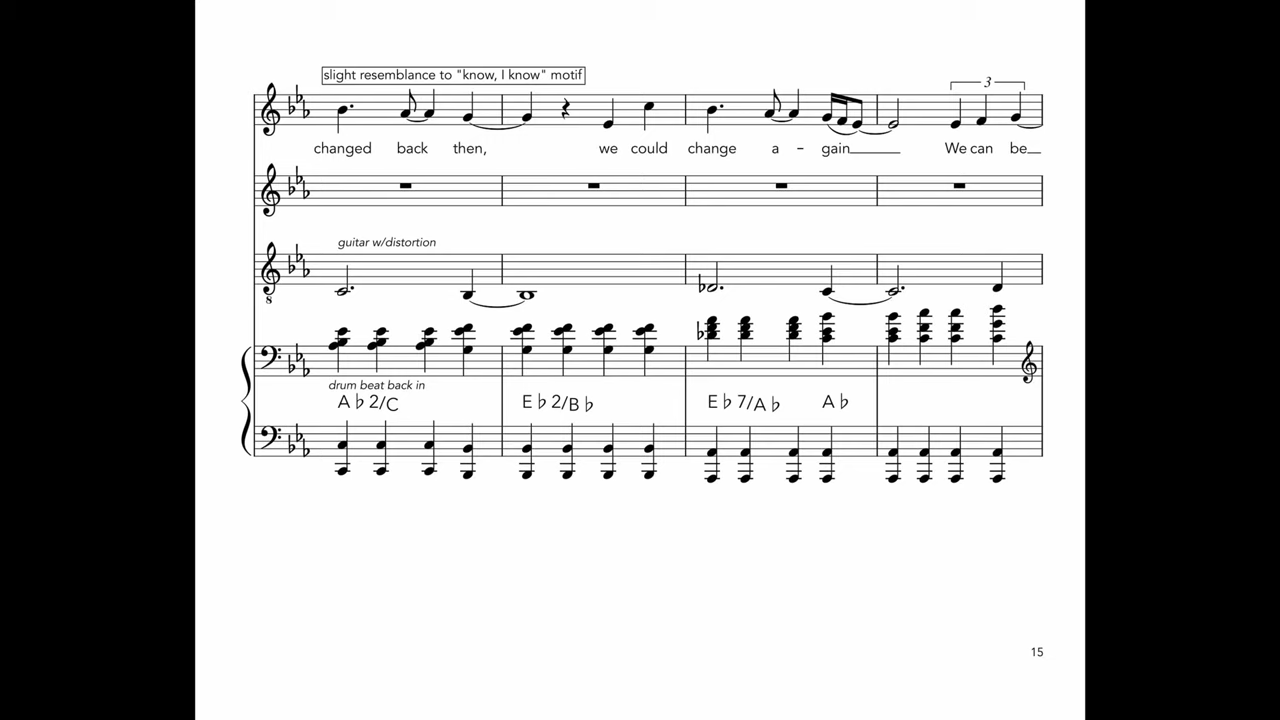 slight resemblance to "know, I know" motif
3
changed back then, we could change a - gain We can be
guitar w/distortion
8
drum beat back in
A♭2/C E♭2/B♭ E♭7/A♭ A♭
15